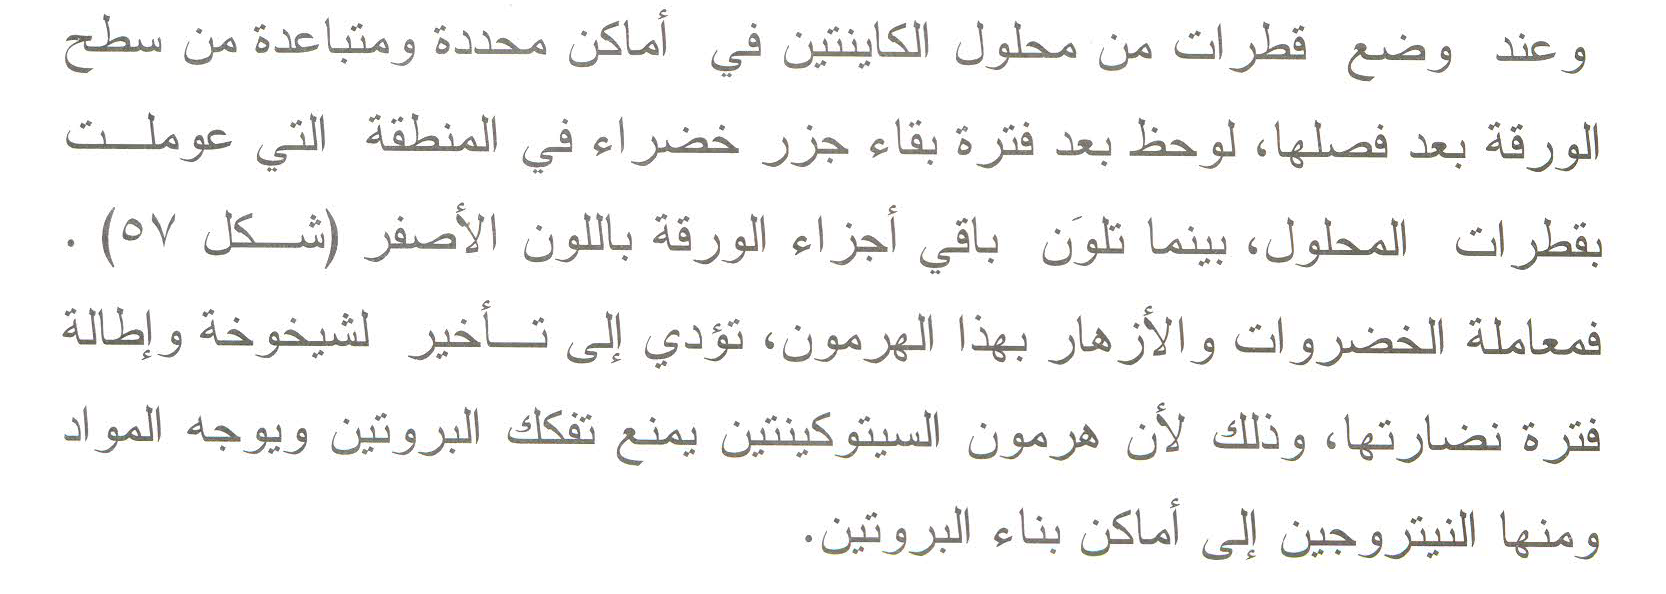 وعند وضع قطرات من محلول الكاينتين في أماكن محددة ومتباعدة من سطح
الورقة بعد فصلها، لوحظ بعد فترة بقاء جزر خضراء في المنطقة التي عوملـــت
بقطرات المحلول، بينما تلوَن باقي أجزاء الورقة باللون الأصفر (شـــكل ٥٧) .
فمعاملة الخضروات والأزهار بهذا الهرمون، تؤدي إلى تـــأخير لشيخوخة وإطالة
فترة نضارتها، وذلك لأن هرمون السيتوكينتين يمنع تفكك البروتين ويوجه المواد
ومنها النيتروجين إلى أماكن بناء البروتين.